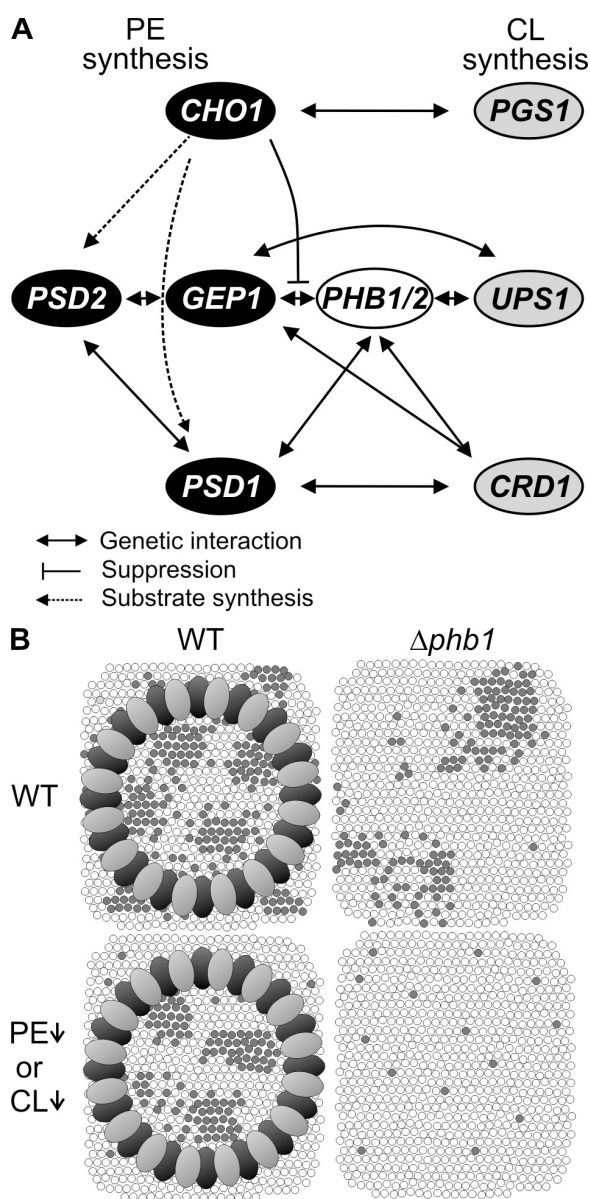 A
PE
synthesis
CL
synthesis
CHO1
PGS1
PSD2
GEP1
PHB1/2
UPS1
PSD1
CRD1
Genetic interaction
Suppression
Substrate synthesis
B
WT
Δphb1
WT
PE↓
or
CL↓